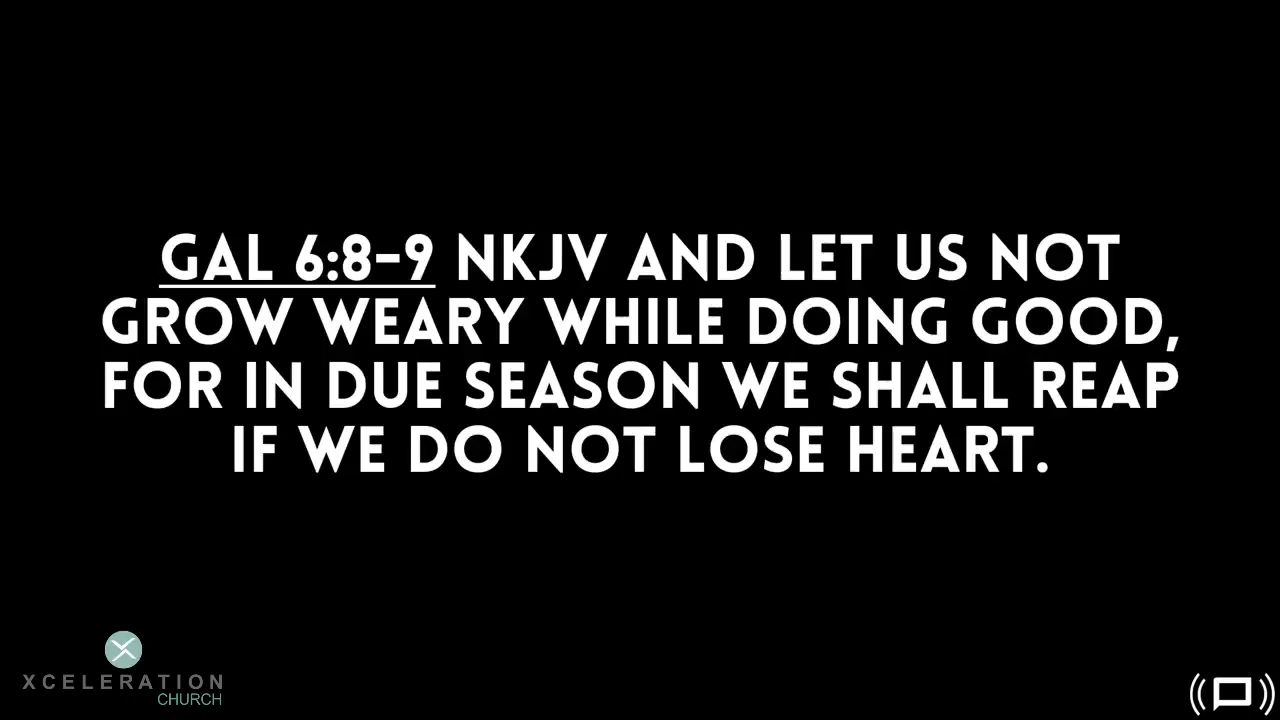 GAL 6:8-9 NKJV AND LET US NOT
GROW WEARY WHILE DOING GOOD,
FOR IN DUE SEASON WE SHALL REAP
IF WE DO NOT LOSE HEART.
XCELERATION
CHURCH